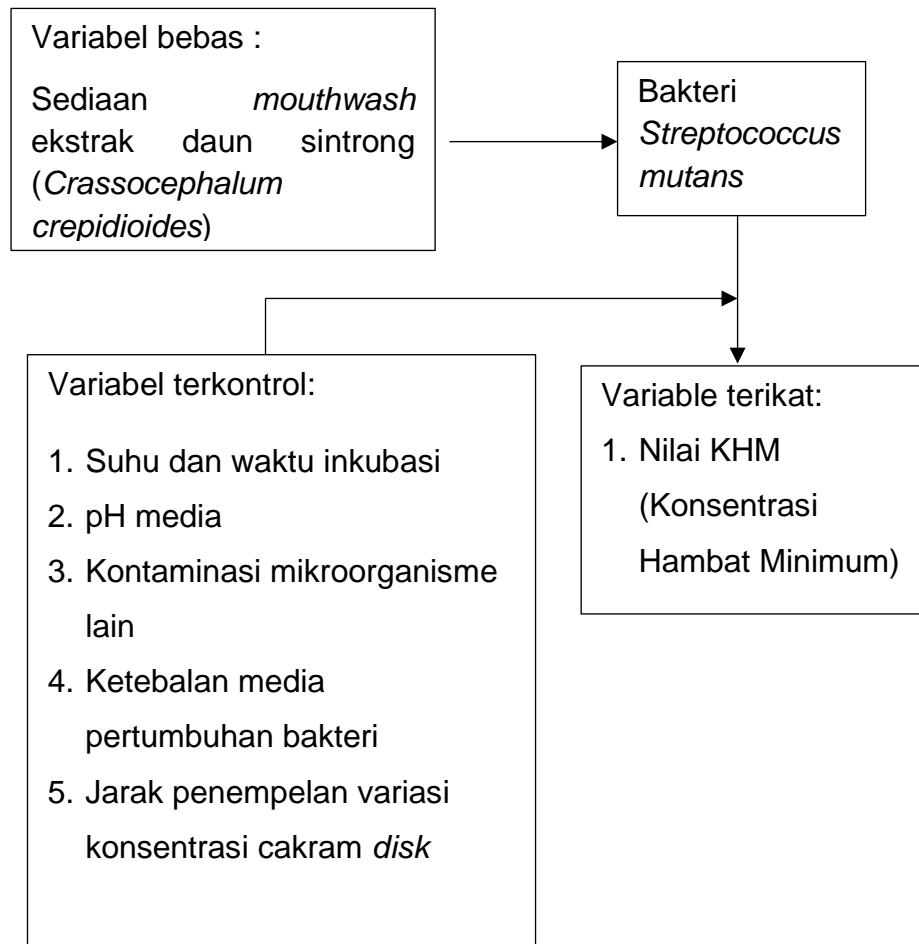 Variabel bebas :
Sediaan mouthwash
ekstrak daun sintrong
(Crassocephalum
crepidioides)
Bakteri
Streptococcus
mutans
Variabel terkontrol:
1. Suhu dan waktu inkubasi
2. pH media
3. Kontaminasi mikroorganisme
lain
4. Ketebalan media
pertumbuhan bakteri
5. Jarak penempelan variasi
konsentrasi cakram disk
Variable terikat:
1. Nilai KHM
(Konsentrasi
Hambat Minimum)